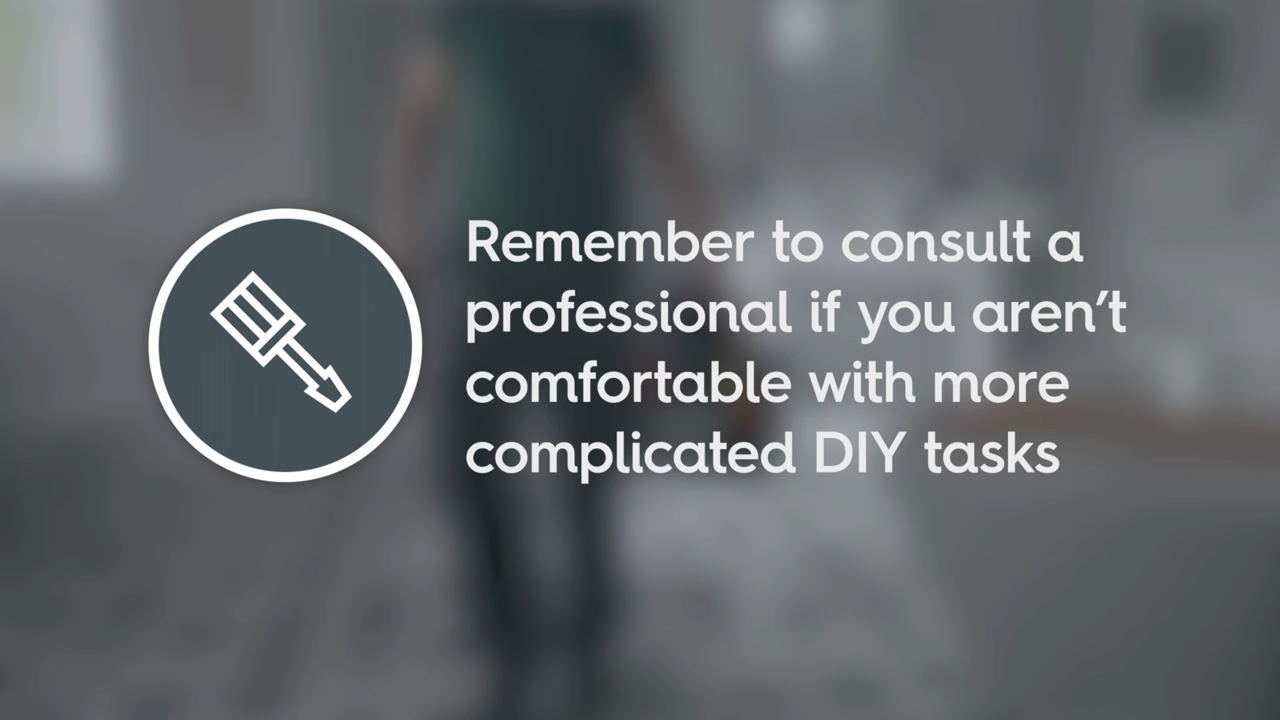 Remember to consult a
professional if you aren’t
comfortable with more
complicated DIY tasks